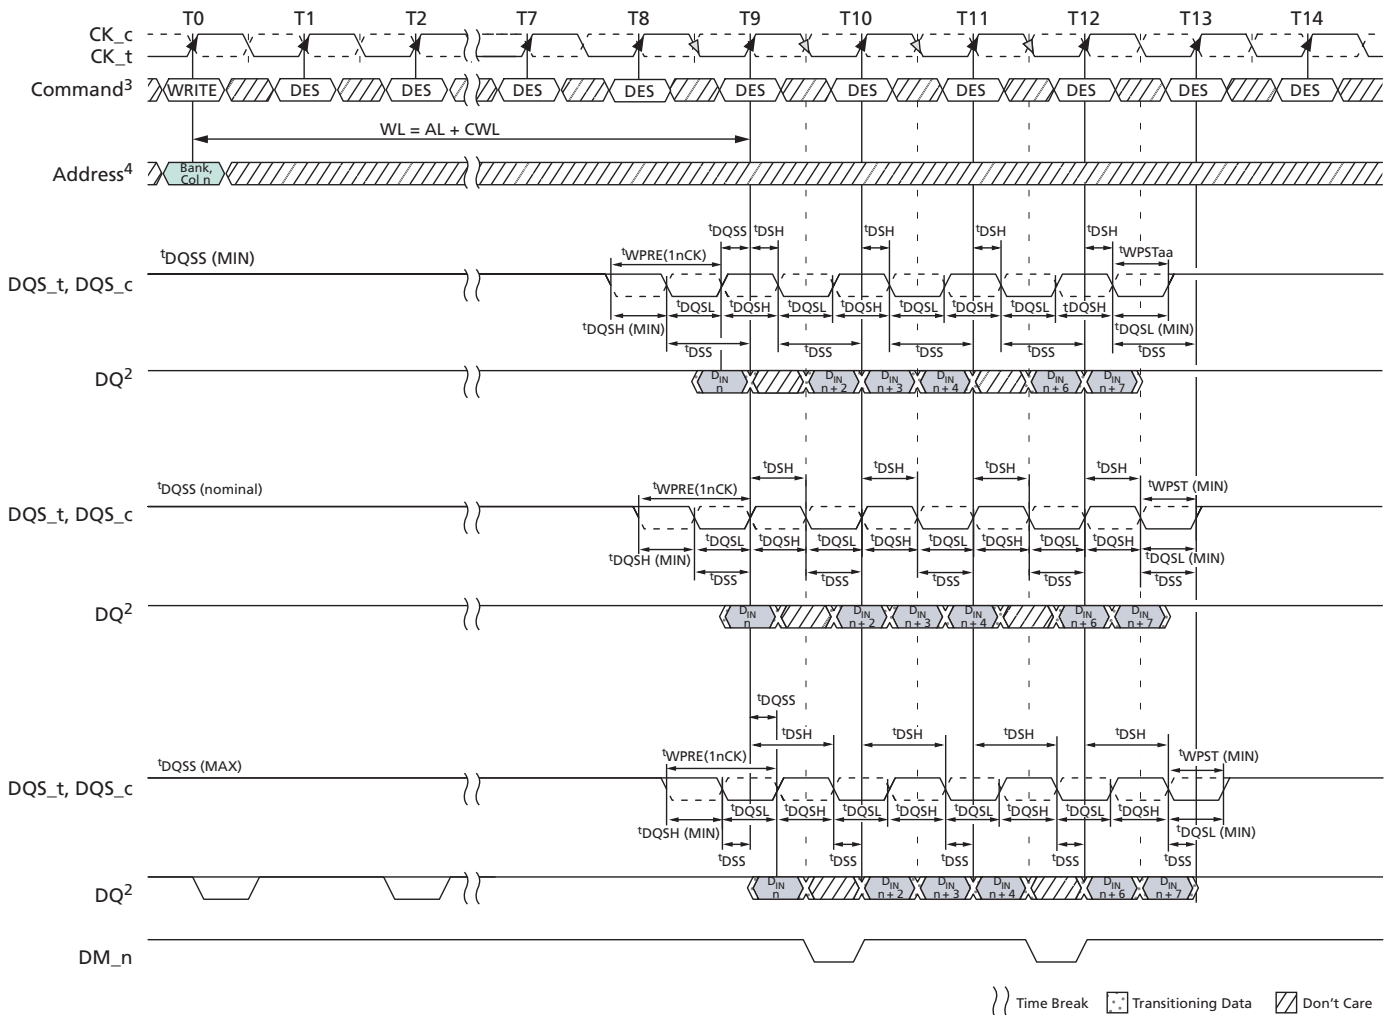 T0 T1 T2 T7 T8 T9 T10 T11 T12 T13 T14
CK_c
CK_t
Command3 WRITE DES DES DES DES DES DES DES DES DES DES
WL = AL + CWL
Address4 Bank, Col n
tDQSS tDSH tDSH tDSH tDSH
tDQSS (MIN) tWPRE(1nCK) tWPSTaa
DQS_t, DQS_c
tDQSL tDQSH tDQSL tDQSH tDQSL tDQSH tDQSL tDQSH
tDQSH (MIN) tDQSL (MIN)
tDSS tDSS tDSS tDSS tDSS
DQ2 DIN n DIN n + 2 DIN n + 3 DIN n + 4 DIN n + 6 DIN n + 7
tDSH tDSH tDSH tDSH
tDQSS (nominal) tWPRE(1nCK) tWPST (MIN)
DQS_t, DQS_c
tDQSL tDQSH tDQSL tDQSH tDQSL tDQSH tDQSL tDQSH
tDQSH (MIN) tDQSL (MIN)
tDSS tDSS tDSS tDSS tDSS
DQ2 DIN n DIN n + 2 DIN n + 3 DIN n + 4 DIN n + 6 DIN n + 7
tDQSS
tDSH tDSH tDSH tDSH
tDQSS (MAX) tWPRE(1nCK) tWPST (MIN)
DQS_t, DQS_c
tDQSL tDQSH tDQSL tDQSH tDQSL tDQSH tDQSL tDQSH
tDQSH (MIN) tDQSL (MIN)
tDSS tDSS tDSS tDSS tDSS
DQ2 DIN n DIN n + 2 DIN n + 3 DIN n + 4 DIN n + 6 DIN n + 7
DM_n
Time Break Transitioning Data Don't Care